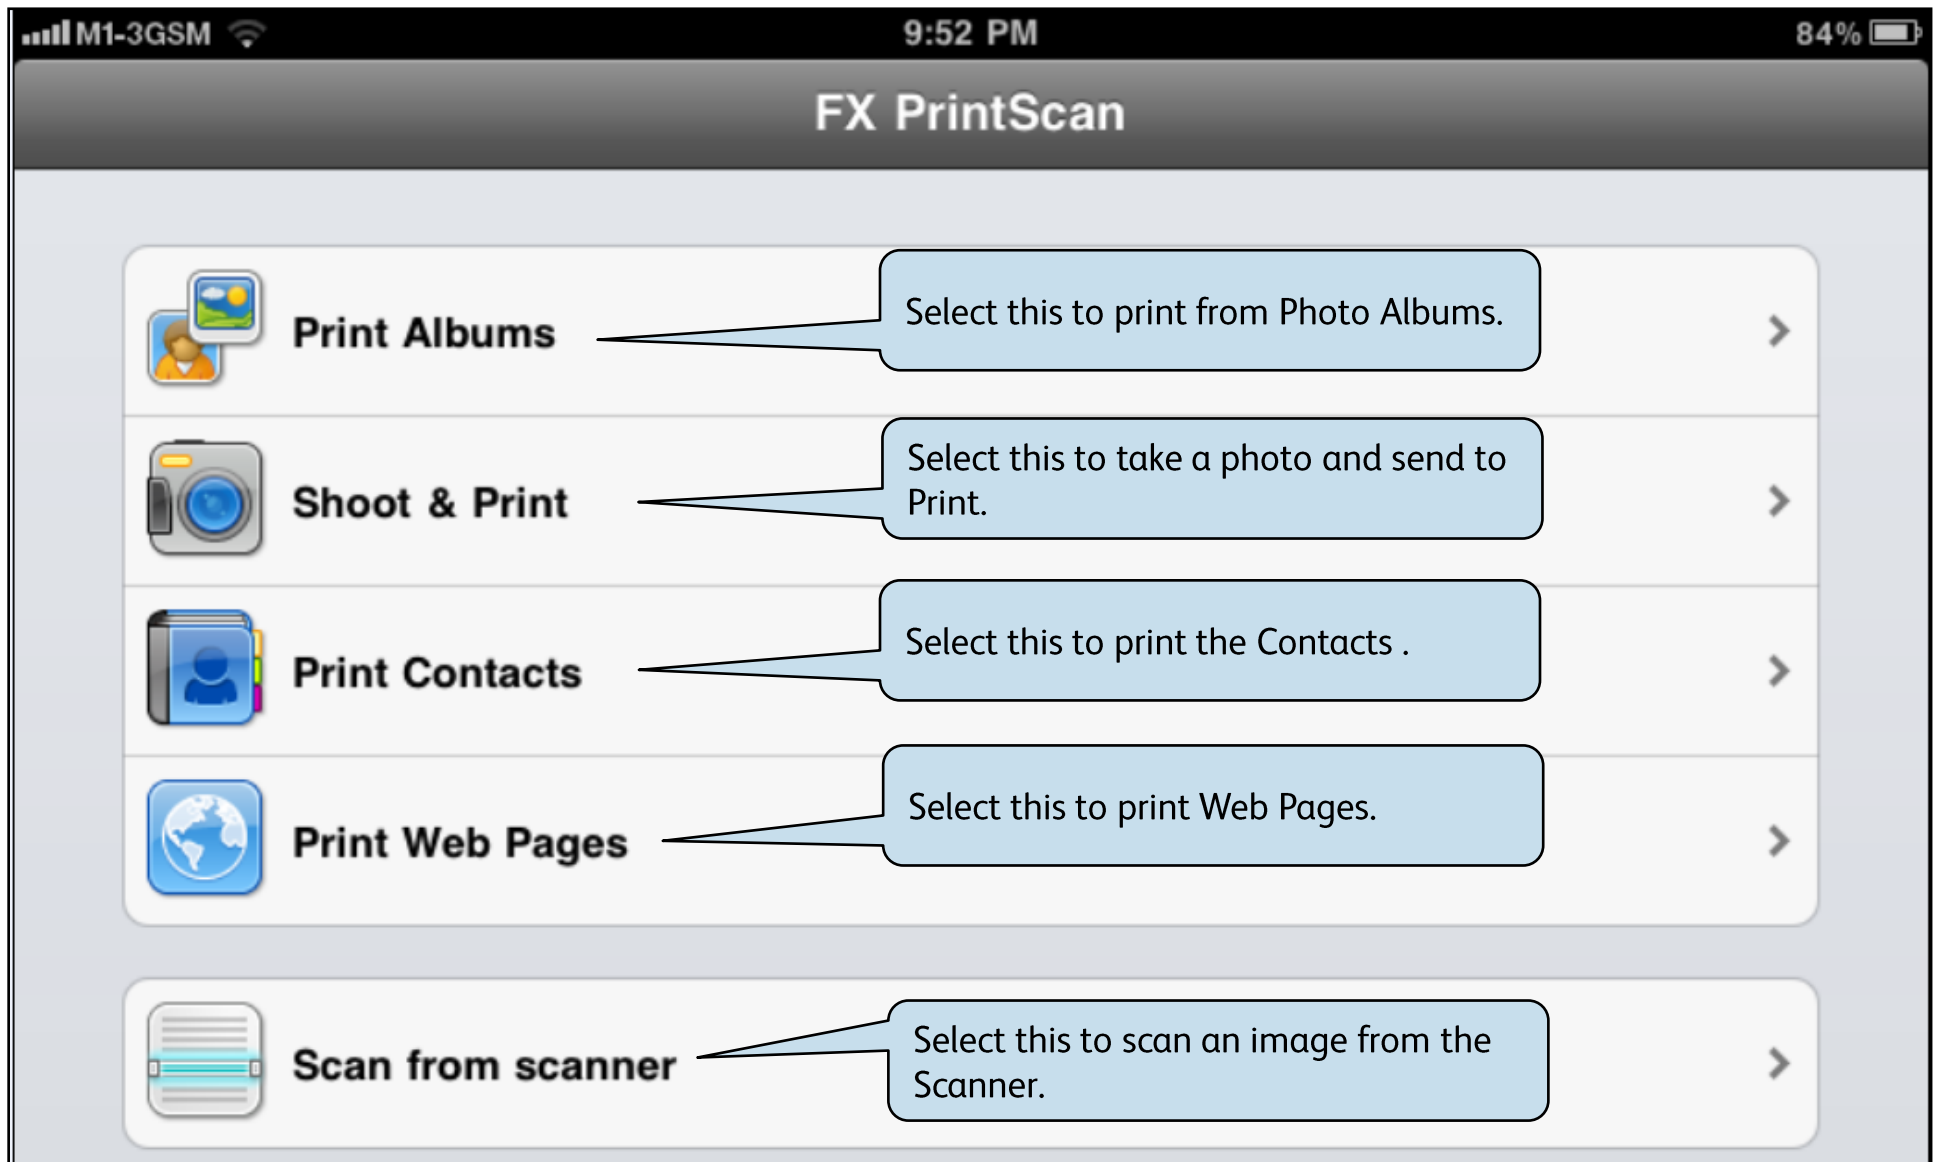 M1-3GSM 9:52 PM 84%
FX PrintScan
Print Albums
Select this to print from Photo Albums.
Shoot & Print
Select this to take a photo and send to
Print.
Print Contacts
Select this to print the Contacts .
Print Web Pages
Select this to print Web Pages.
Scan from scanner
Select this to scan an image from the
Scanner.